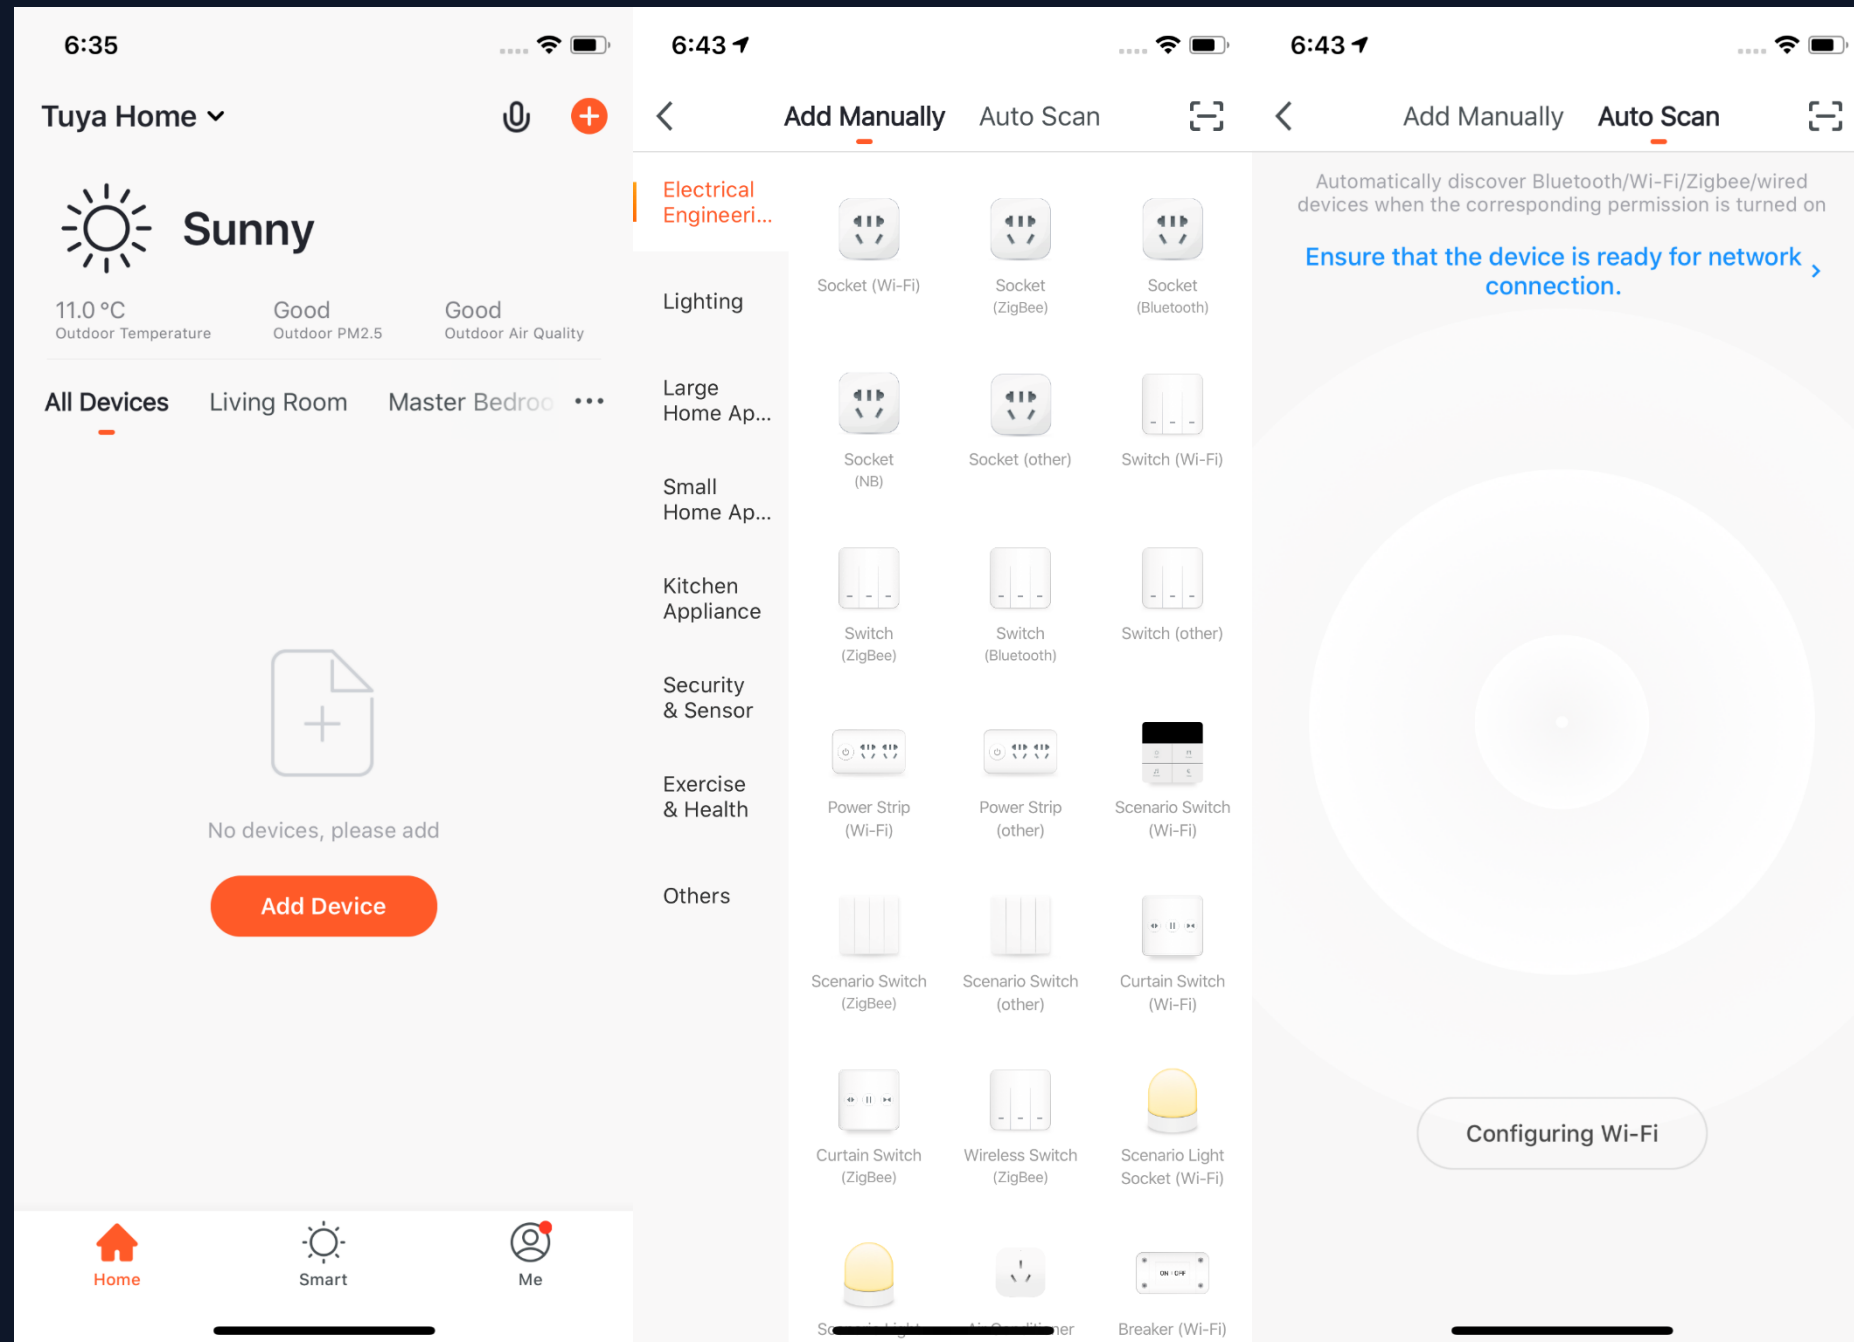 6:35
Tuya Home
Sunny
11.0 °C
Outdoor Temperature
Good
Outdoor PM2.5
Good
Outdoor Air Quality
All Devices
Living Room
Master Bedroo
No devices, please add
Add Device
Home
Smart
Me
6:43
Add Manually
Auto Scan
Electrical
Engineeri...
Lighting
Large
Home Ap...
Small
Home Ap...
Kitchen
Appliance
Security
& Sensor
Exercise
& Health
Others
Socket (Wi-Fi)
Socket
(ZigBee)
Socket
(Bluetooth)
Socket
(NB)
Socket (other)
Switch (Wi-Fi)
Switch
(ZigBee)
Switch
(Bluetooth)
Switch (other)
Power Strip
(Wi-Fi)
Power Strip
(other)
Scenario Switch
(Wi-Fi)
Scenario Switch
(ZigBee)
Scenario Switch
(other)
Curtain Switch
(Wi-Fi)
Curtain Switch
(ZigBee)
Wireless Switch
(ZigBee)
Scenario Light
Socket (Wi-Fi)
ON
Breaker (Wi-Fi)
6:43
Add Manually
Auto Scan
Automatically discover Bluetooth/Wi-Fi/Zigbee/wired
devices when the corresponding permission is turned on
Ensure that the device is ready for network
connection.
Configuring Wi-Fi